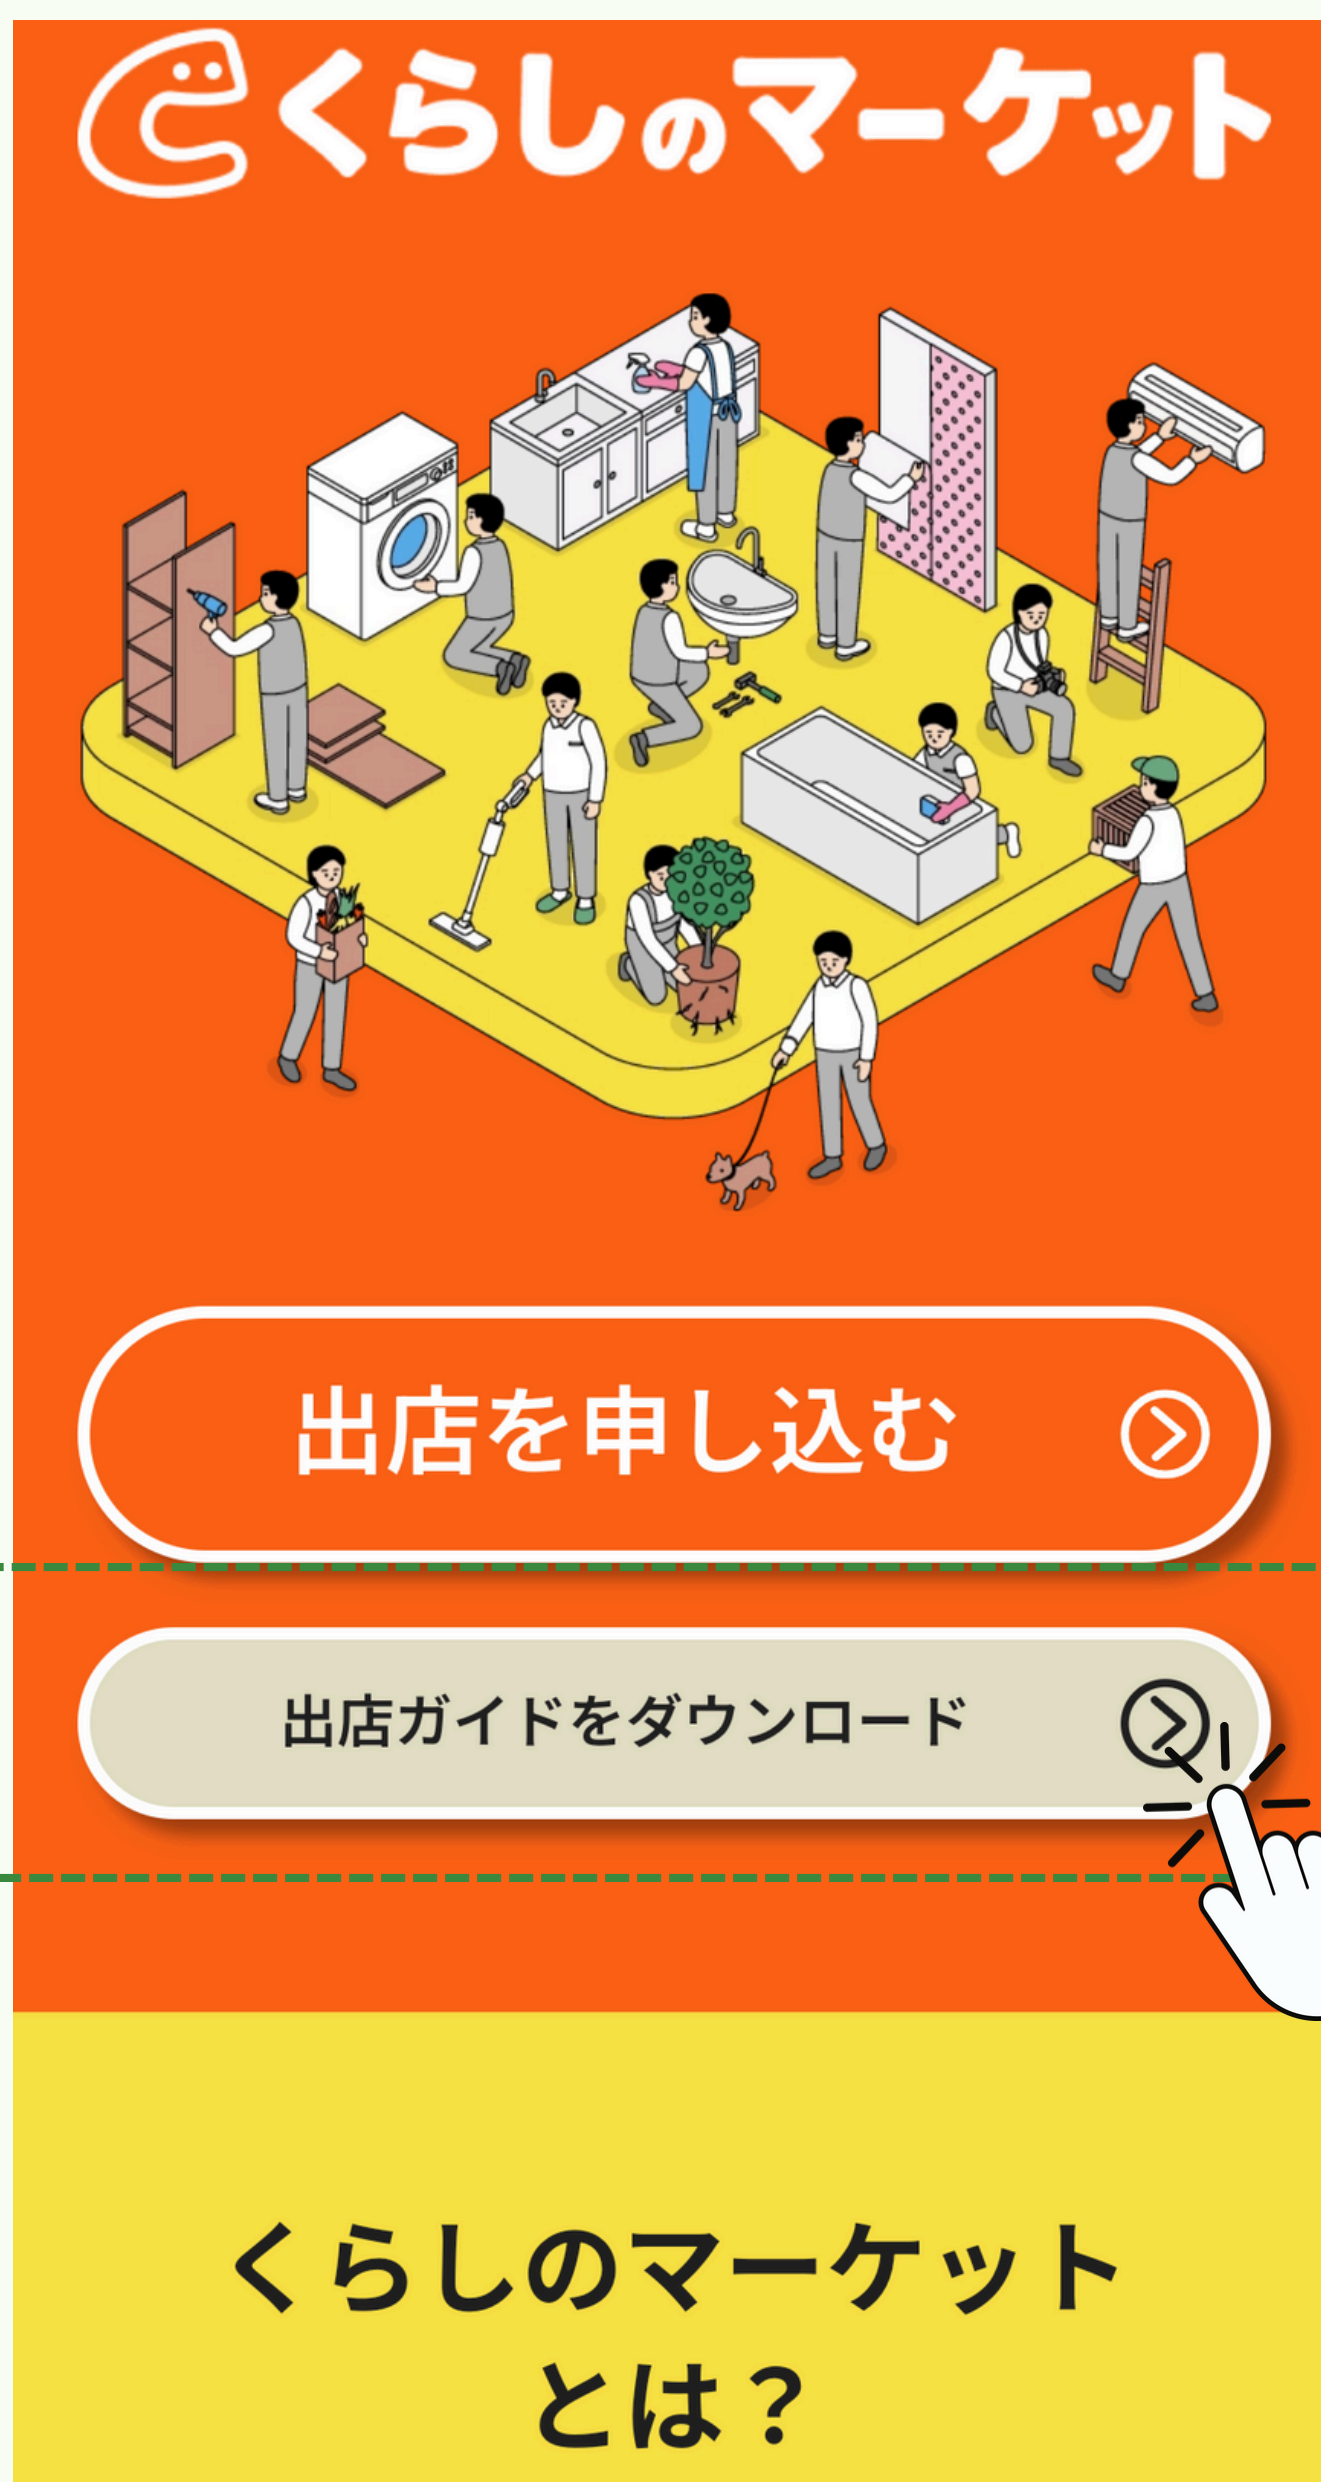 くらしのマーケット
出店を申し込む
出店ガイドをダウンロード
くらしのマーケット
とは？